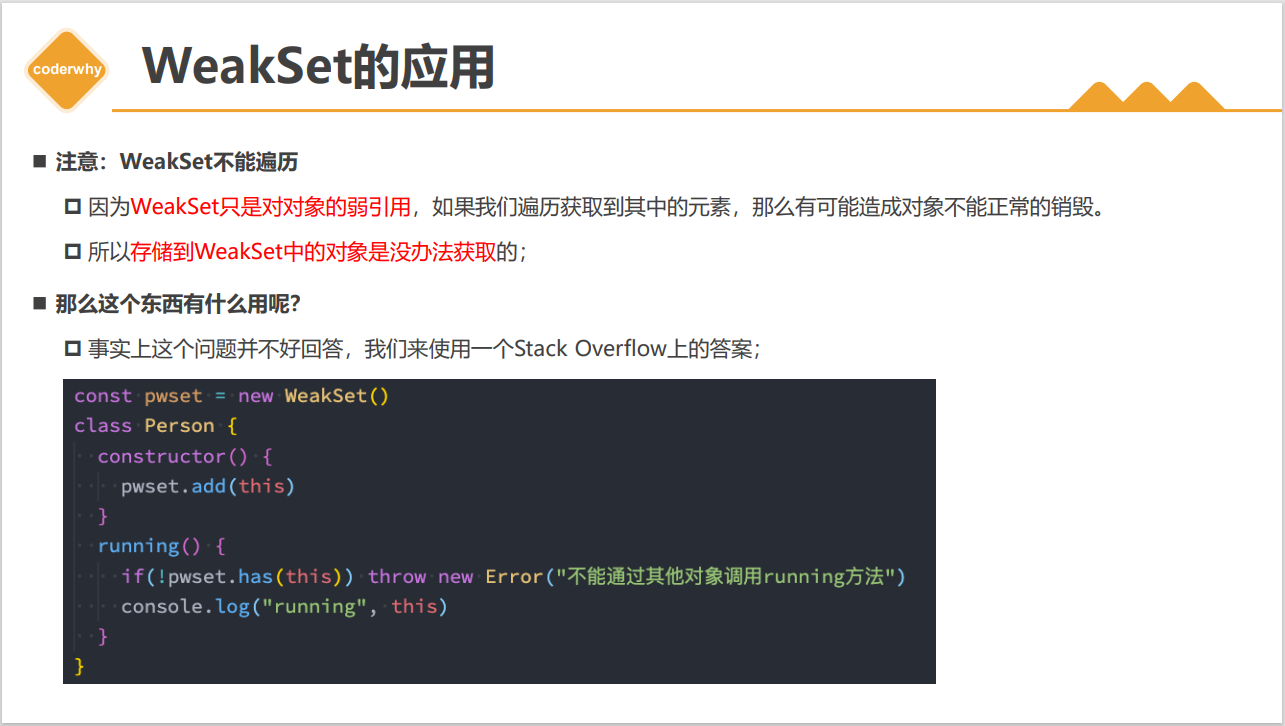 coderwhy
WeakSet的应用
注意：WeakSet不能遍历
因为WeakSet只是对对象的弱引用，如果我们遍历获取到其中的元素，那么有可能造成对象不能正常的销毁。
所以存储到WeakSet中的对象是没办法获取的；
那么这个东西有什么用呢？
事实上这个问题并不好回答，我们来使用一个Stack Overflow上的答案；
const pwset = new WeakSet()
class Person {
  constructor() {
    pwset.add(this)
  }
  running() {
    if(!pwset.has(this)) throw new Error("不能通过其他对象调用running方法")
    console.log("running", this)
  }
}